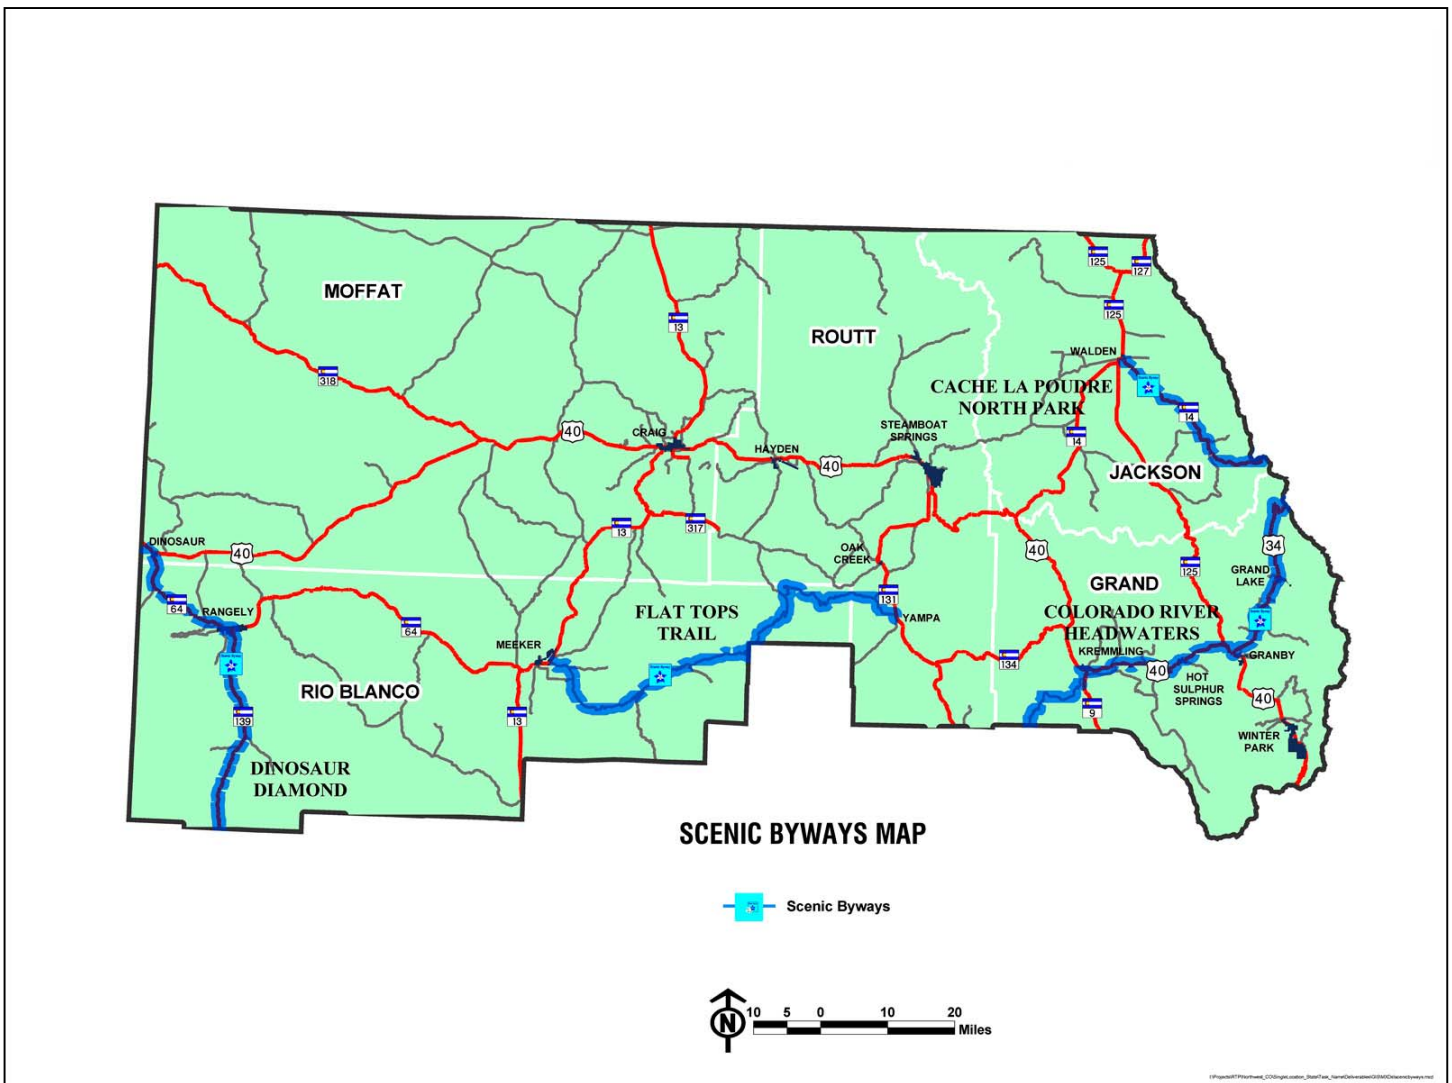 MOFFAT
ROUTT
125
127
13
125
WALDEN
318
CACHE LA POUDRE
NORTH PARK
14
40
CRAIG
STEAMBOAT
SPRINGS
14
HAYDEN
40
JACKSON
13
317
DINOSAUR
40
OAK
CREEK
40
34
125
GRAND
LAKE
GRAND
64
RANGELY
131
64
FLAT TOPS
TRAIL
YAMPA
COLORADO RIVER
HEADWATERS
MEEKER
KREMMLING
134
GRANBY
40
HOT
SULPHUR
SPRINGS
RIO BLANCO
40
139
13
9
WINTER
PARK
DINOSAUR
DIAMOND
SCENIC BYWAYS MAP
Scenic Byways
N
10 5 0 10 20
Miles